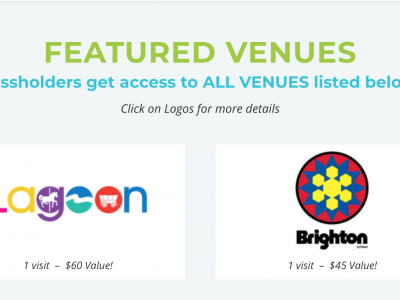 FEATURED VENUES
ssholders get access to ALL VENUES listed belo
Click on Logos for more details
Lagoon
Brighton
1 visit – $60 Value!
1 visit – $45 Value!